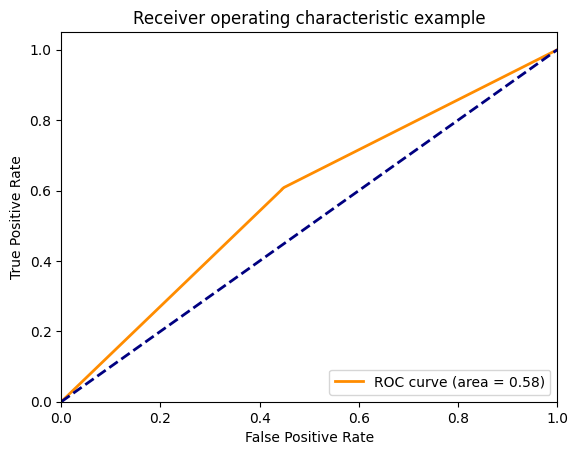 Receiver operating characteristic example
True Positive Rate
1.0
0.8
0.6
0.4
0.2
0.0
ROC curve (area = 0.58)
0.0 0.2 0.4 0.6 0.8 1.0
False Positive Rate